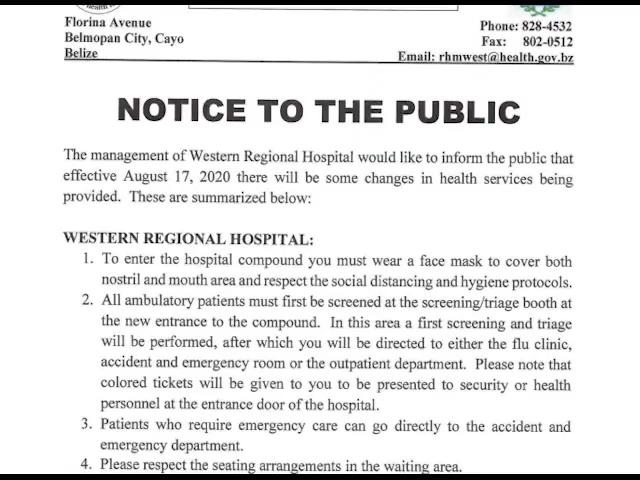 Florina Avenue
Belmopan City, Cayo
Belize
Phone: 828-4532
Fax: 802-0512
Email: rhmwest@health.gov.bz
NOTICE TO THE PUBLIC
The management of Western Regional Hospital would like to inform the public that
effective August 17, 2020 there will be some changes in health services being
provided. These are summarized below:
WESTERN REGIONAL HOSPITAL:
1. To enter the hospital compound you must wear a face mask to cover both
nostril and mouth area and respect the social distancing and hygiene protocols.
2. All ambulatory patients must first be screened at the screening/triage booth at
the new entrance to the compound. In this area a first screening and triage
will be performed, after which you will be directed to either the flu clinic,
accident and emergency room or the outpatient department. Please note that
colored tickets will be given to you to be presented to security or health
personnel at the entrance door of the hospital.
3. Patients who require emergency care can go directly to the accident and
emergency department.
4. Please respect the seating arrangements in the waiting area.